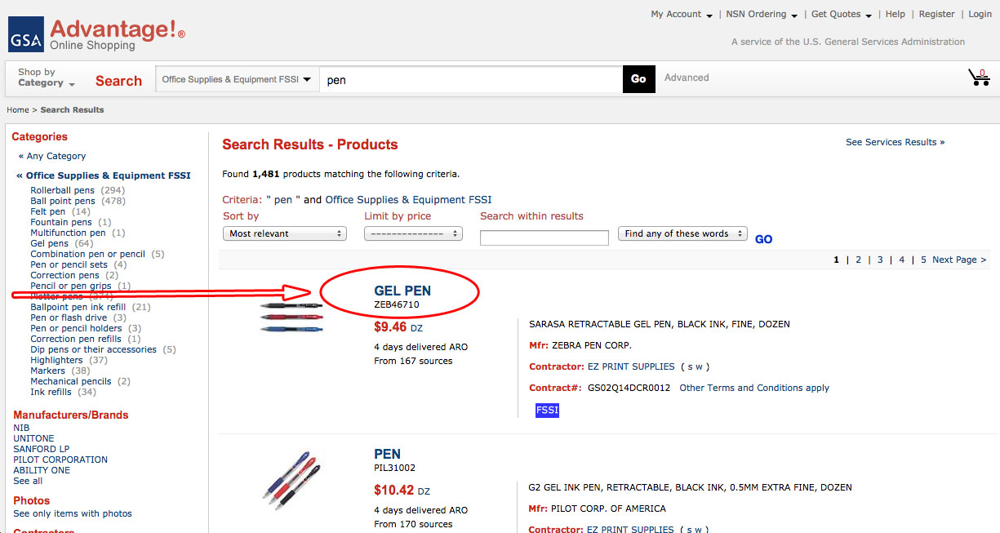 My Account | NSN Ordering | Get Quotes | Help | Register | Login
GSA Advantage!®
Online Shopping
A service of the U.S. General Services Administration
Shop by
Category
Search
Office Supplies & Equipment FSSI
pen
Go
Advanced
0
Home > Search Results
Categories
« Any Category
« Office Supplies & Equipment FSSI
Rollerball pens (294)
Ball point pens (478)
Felt pen (14)
Fountain pens (1)
Multifunction pen (1)
Gel pens (64)
Combination pen or pencil (5)
Pen or pencil sets (4)
Correction pens (2)
Pencil or pen grips (1)
Plotter pens (374)
Ballpoint pen ink refill (21)
Pen or flash drive (3)
Pen or pencil holders (3)
Correction pen refills (1)
Dip pens or their accessories (5)
Highlighters (37)
Markers (38)
Mechanical pencils (2)
Ink refills (34)
Manufacturers/Brands
NIB
UNITONE
SANFORD LP
PILOT CORPORATION
ABILITY ONE
See all
Photos
See only items with photos
Contractors
Search Results - Products
See Services Results »
Found 1,481 products matching the following criteria.
Criteria: " pen " and Office Supplies & Equipment FSSI
Sort by
Limit by price
Search within results
Most relevant
--------------
Find any of these words
GO
1 | 2 | 3 | 4 | 5 Next Page >
GEL PEN
ZEB46710
$9.46 DZ
4 days delivered ARO
From 167 sources
SARASA RETRACTABLE GEL PEN, BLACK INK, FINE, DOZEN
Mfr: ZEBRA PEN CORP.
Contractor: EZ PRINT SUPPLIES ( s w )
Contract#: GS02Q14DCR0012 Other Terms and Conditions apply
FSSI
PEN
PIL31002
$10.42 DZ
4 days delivered ARO
From 170 sources
G2 GEL INK PEN, RETRACTABLE, BLACK INK, 0.5MM EXTRA FINE, DOZEN
Mfr: PILOT CORP. OF AMERICA
Contractor: EZ PRINT SUPPLIES ( s w )